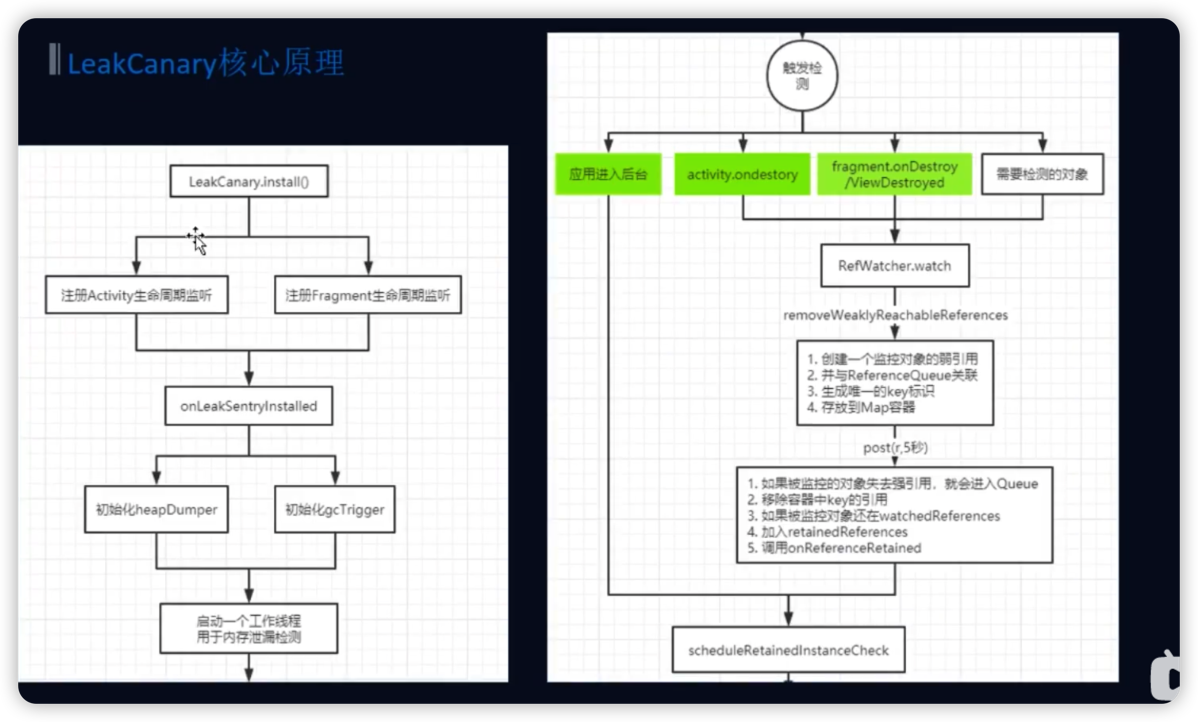 LeakCanary核心原理
LeakCanary.install()
注册Activity生命周期监听
注册Fragment生命周期监听
onLeakSentryInstalled
初始化heapDumper
初始化gcTrigger
启动一个工作线程
用于内存泄漏检测
触发检
测
应用进入后台
activity.ondestory
fragment.onDestroy
/ViewDestroyed
需要检测的对象
RefWatcher.watch
removeWeaklyReachableReferences
1. 创建一个监控对象的弱引用
2. 并与ReferenceQueue关联
3. 生成唯一的key标识
4. 存放到Map容器
post(r,5秒)
1. 如果被监控的对象失去强引用，就会进入Queue
2. 移除容器中key的引用
3. 如果被监控对象还在watchedReferences
4. 加入retainedReferences
5. 调用onReferenceRetained
scheduleRetainedInstanceCheck